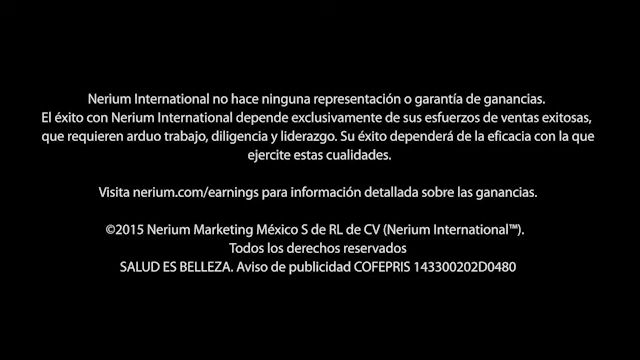 Nerium International no hace ninguna representación o garantía de ganancias.
El éxito con Nerium International depende exclusivamente de sus esfuerzos de ventas exitosas,
que requieren arduo trabajo, diligencia y liderazgo. Su éxito dependerá de la eficacia con la que
ejercite estas cualidades.
Visita nerium.com/earnings para información detallada sobre las ganancias.
©2015 Nerium Marketing México S de RL de CV (Nerium International™).
Todos los derechos reservados
SALUD ES BELLEZA. Aviso de publicidad COFEPRIS 143300202D0480